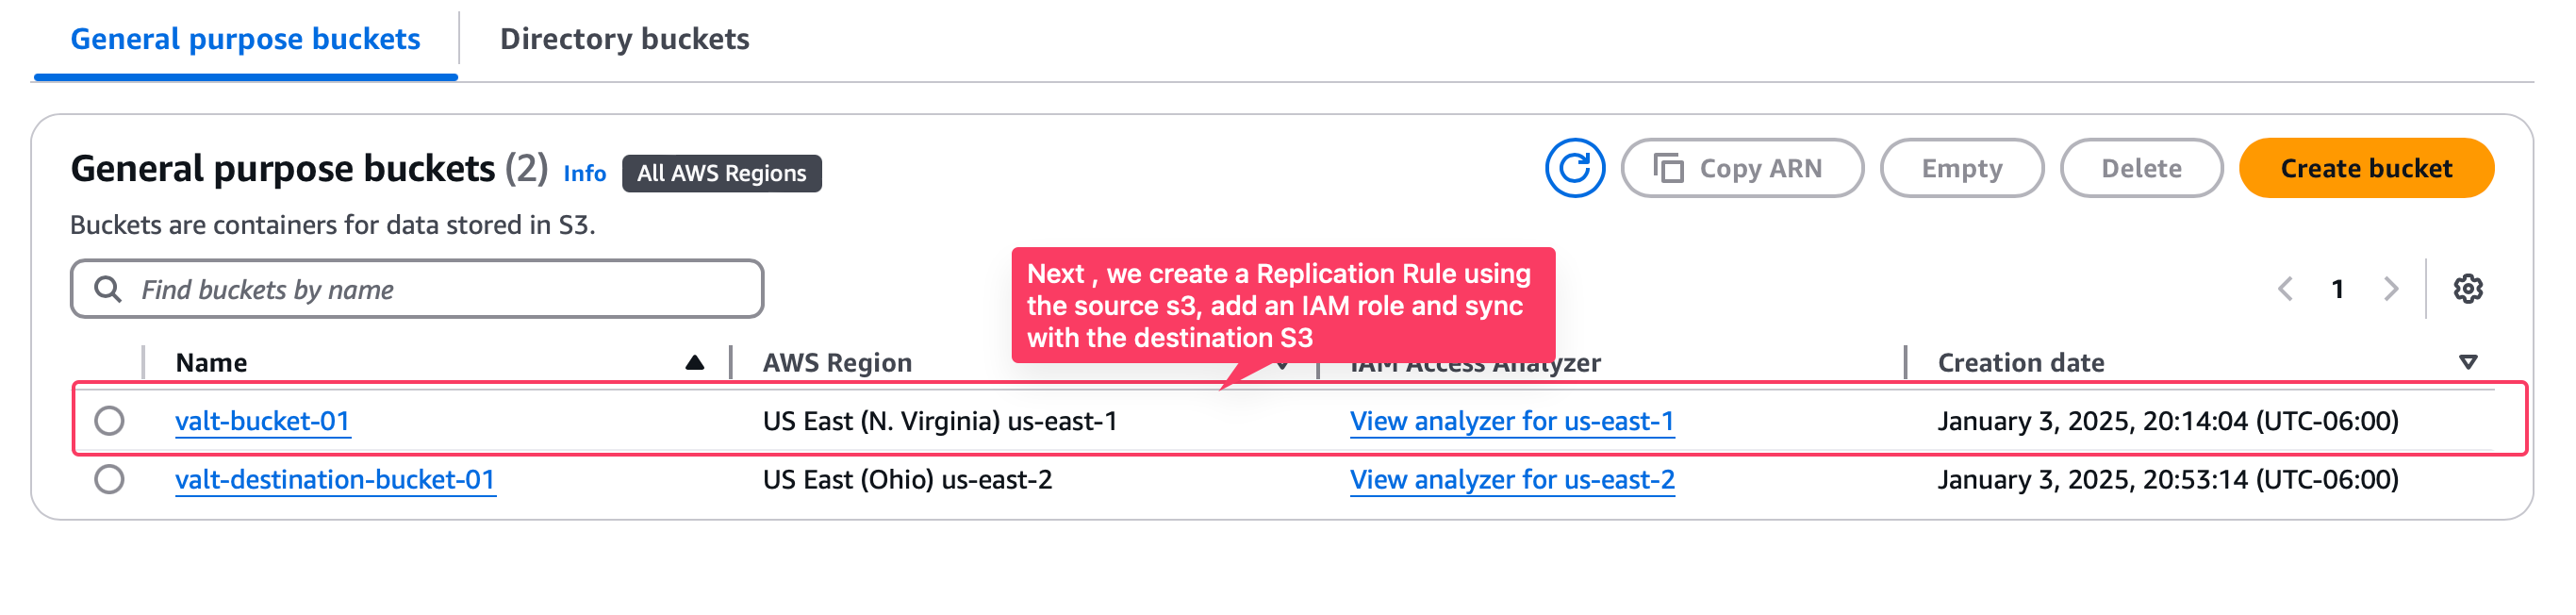 General purpose buckets
Directory buckets
General purpose buckets (2) Info All AWS Regions
Copy ARN
Empty
Delete
Create bucket
Buckets are containers for data stored in S3.
Find buckets by name
Next , we create a Replication Rule using
the source s3, add an IAM role and sync
with the destination S3
1
Name
AWS Region
IAM Access Analyzer
Creation date
valt-bucket-01
US East (N. Virginia) us-east-1
View analyzer for us-east-1
January 3, 2025, 20:14:04 (UTC-06:00)
valt-destination-bucket-01
US East (Ohio) us-east-2
View analyzer for us-east-2
January 3, 2025, 20:53:14 (UTC-06:00)